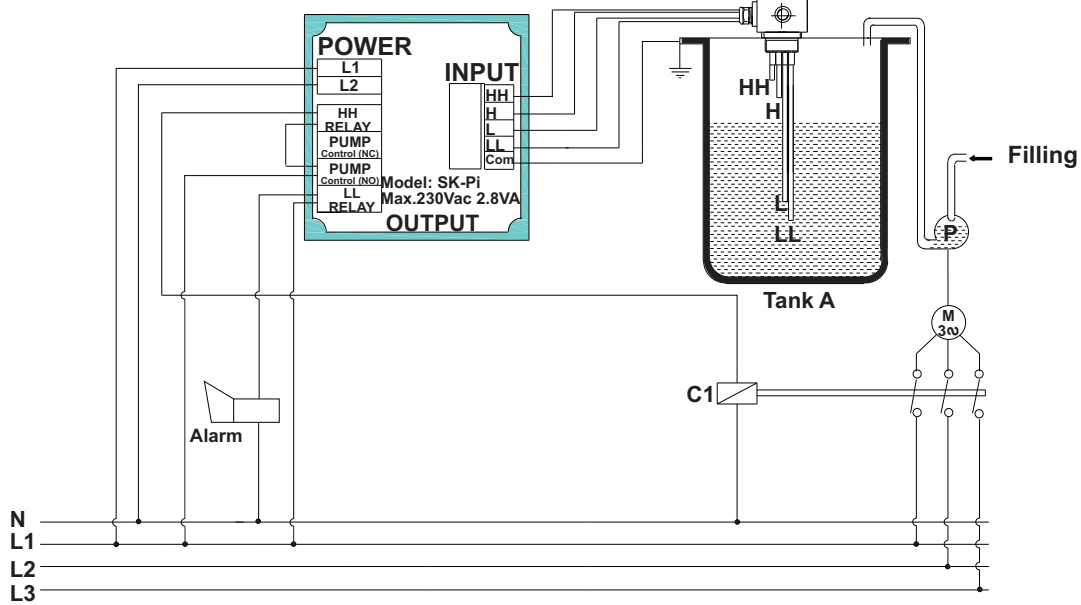 POWER
L1
L2
HH
RELAY
PUMP
Control (NC)
PUMP
Control (NO)
LL
RELAY
INPUT
HH
H
L
LL
Com
Model: SK-Pi
Max.230Vac 2.8VA
OUTPUT
HH
H
L
LL
Tank A
Filling
P
M
3∾
C1
Alarm
N
L1
L2
L3